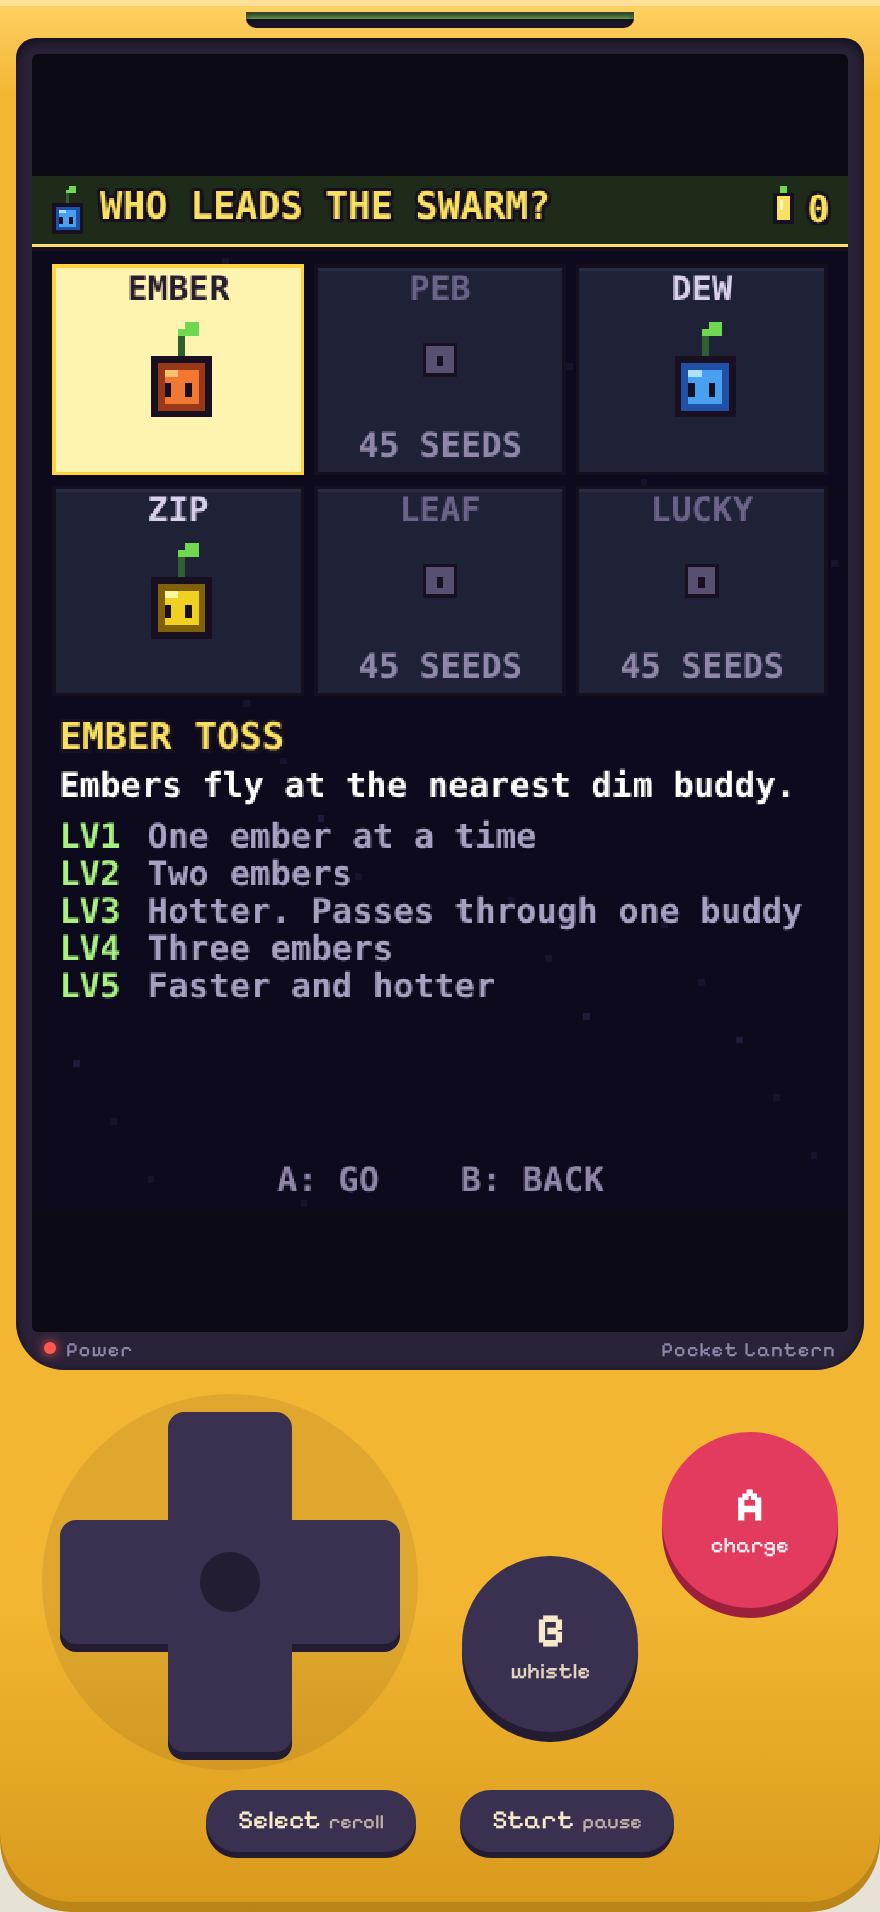 WHO LEADS THE SWARM? 0
EMBER PEB DEW
45 SEEDS
ZIP LEAF LUCKY
45 SEEDS 45 SEEDS
EMBER TOSS
Embers fly at the nearest dim buddy.
LV1 One ember at a time
LV2 Two embers
LV3 Hotter. Passes through one buddy
LV4 Three embers
LV5 Faster and hotter
A: GO B: BACK
Power Pocket Lantern
A
charge
B
whistle
Select reroll Start pause